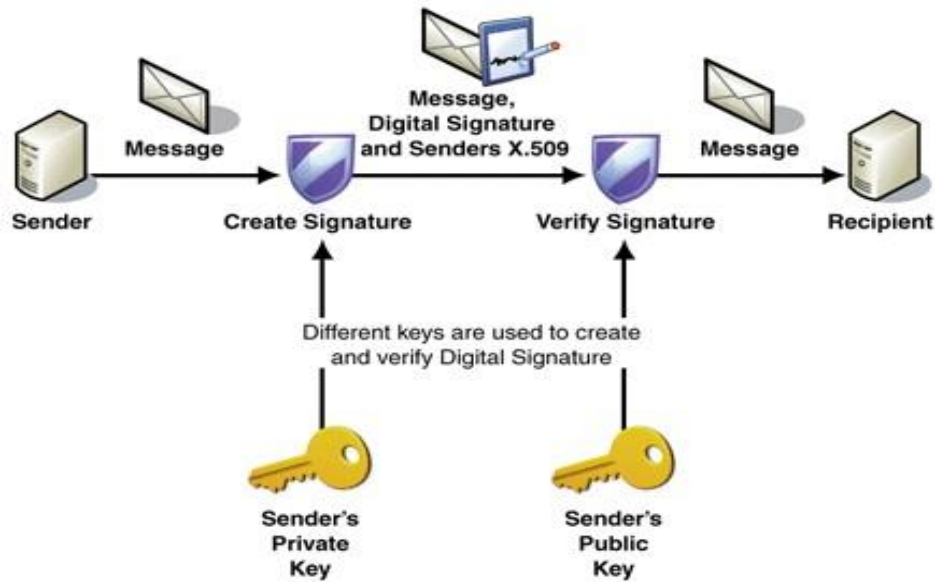 Message,
Digital Signature
and Senders X.509
Message
Message
Sender
Create Signature
Verify Signature
Recipient
Different keys are used to create
and verify Digital Signature
Sender's
Private
Key
Sender's
Public
Key